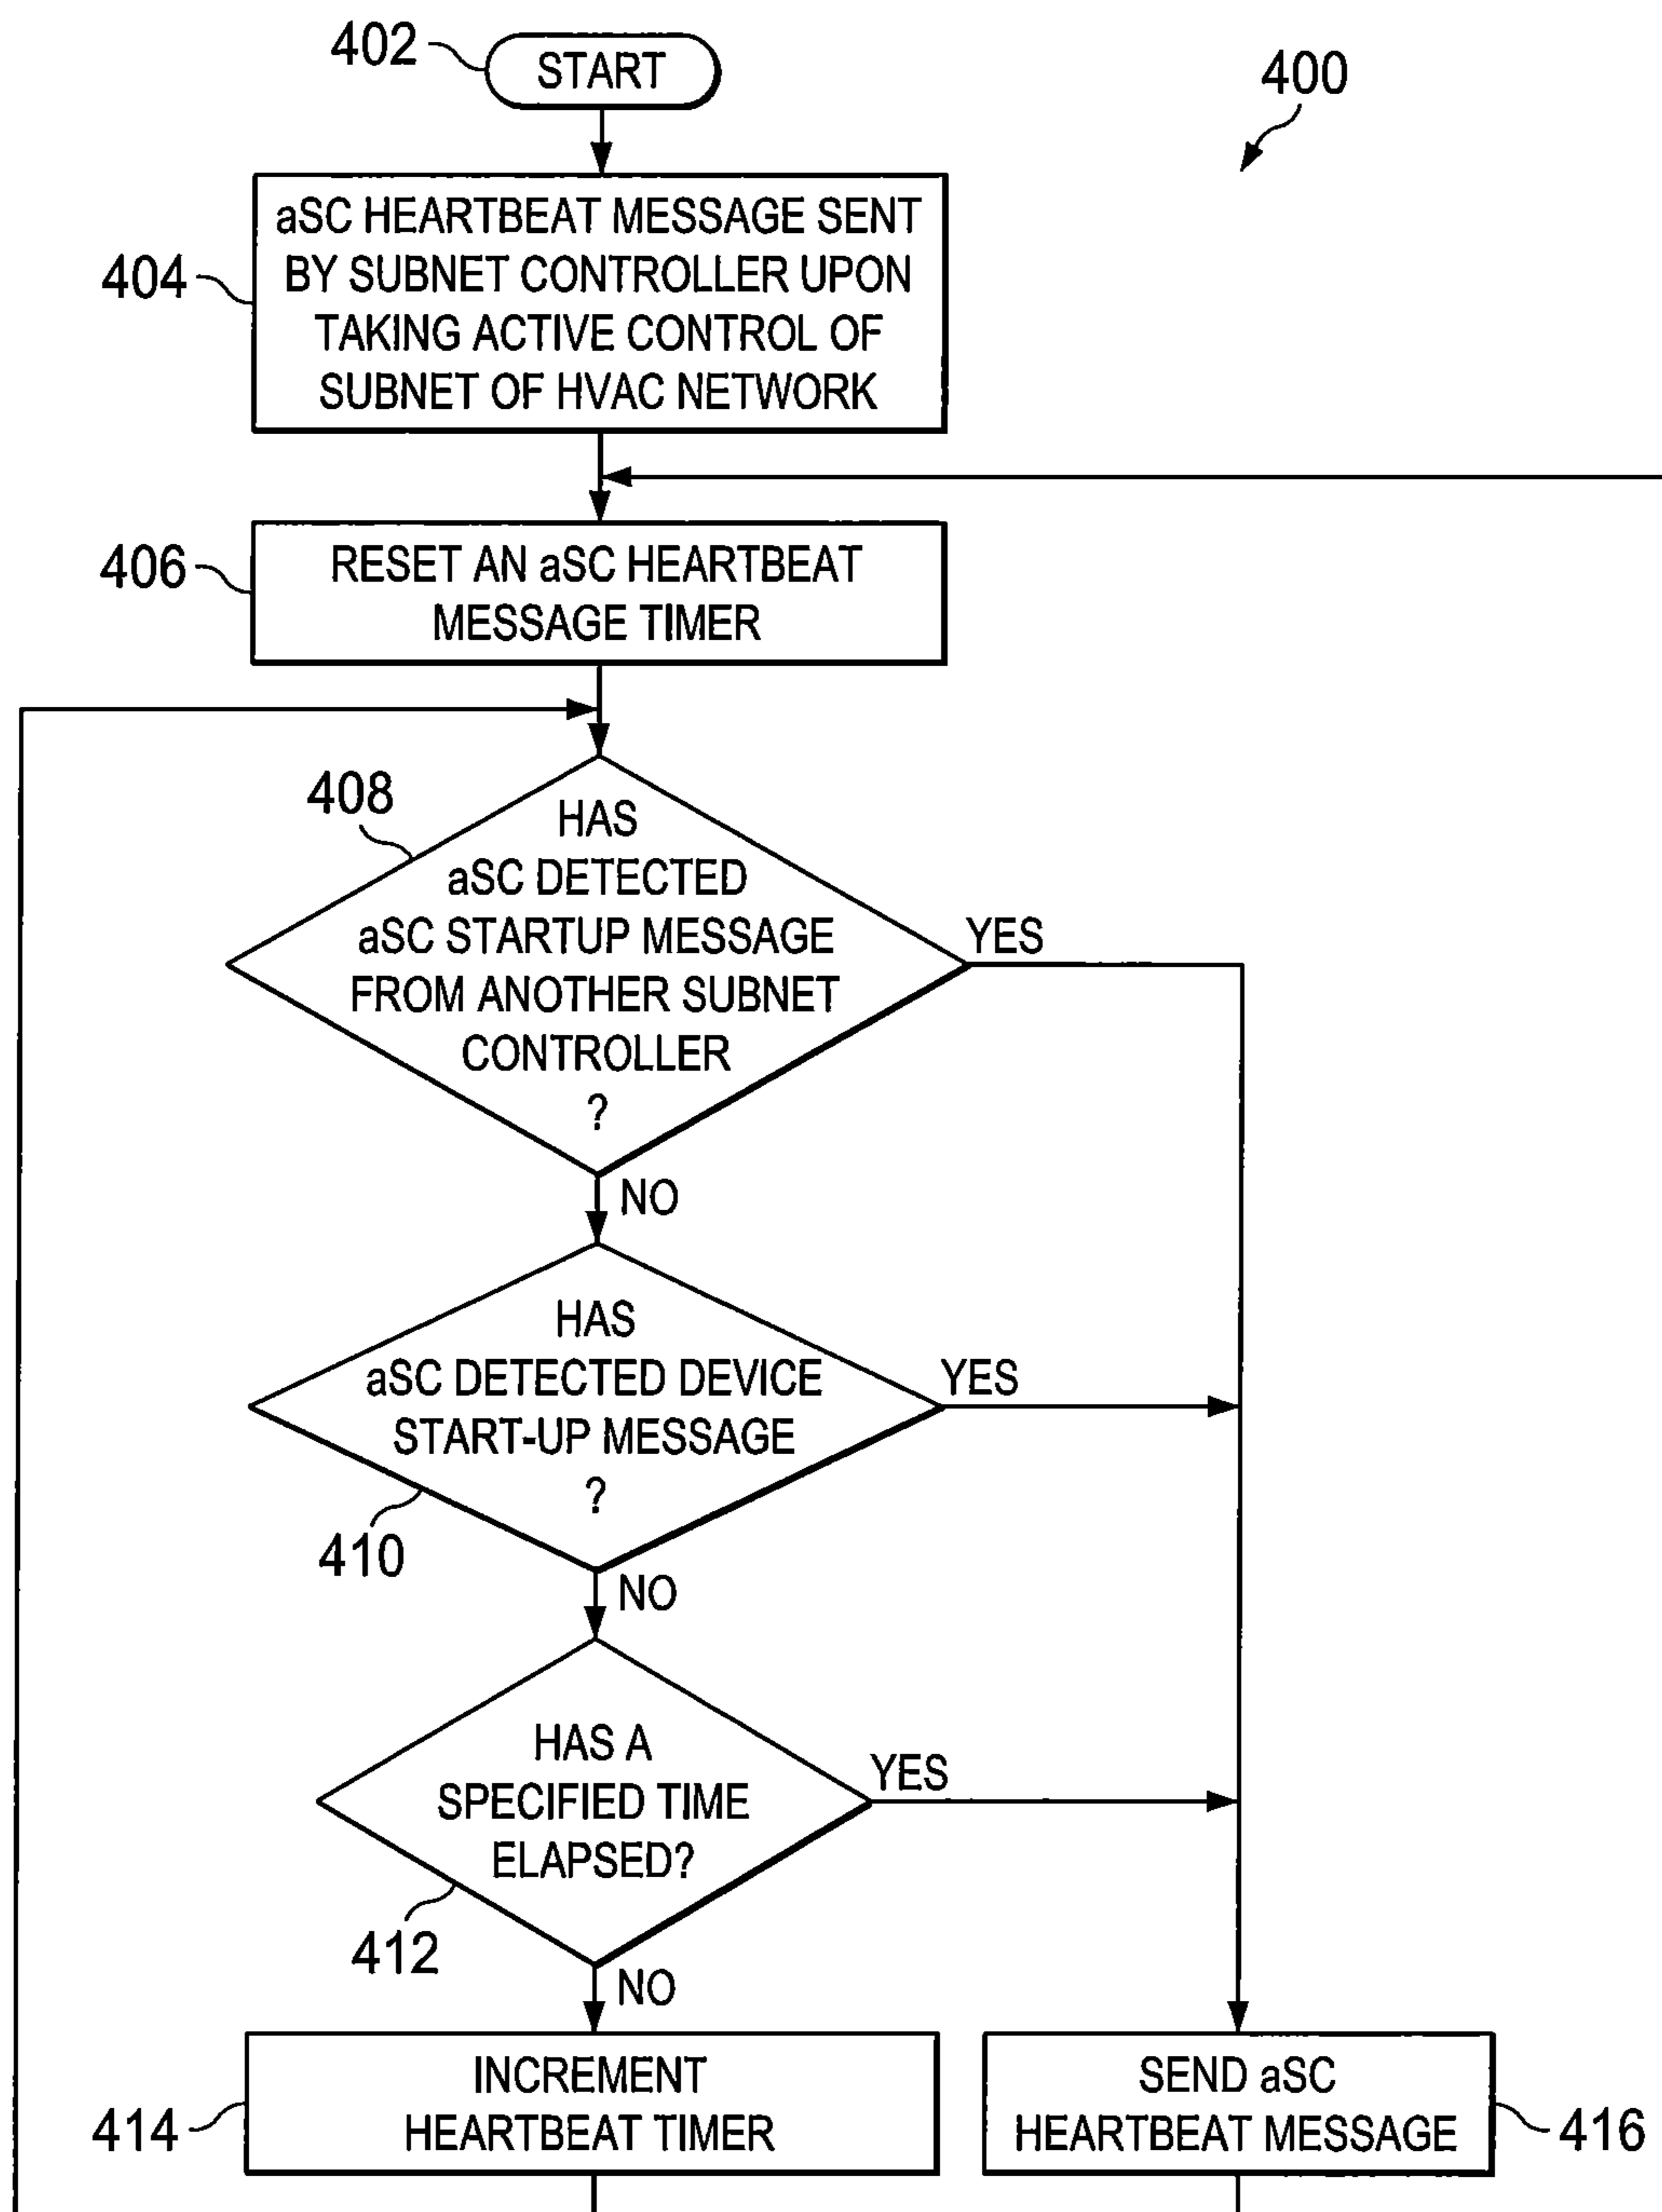 402
START
400
404
aSC HEARTBEAT MESSAGE SENT
BY SUBNET CONTROLLER UPON
TAKING ACTIVE CONTROL OF
SUBNET OF HVAC NETWORK
406
RESET AN aSC HEARTBEAT
MESSAGE TIMER
408
HAS
aSC DETECTED
aSC STARTUP MESSAGE
FROM ANOTHER SUBNET
CONTROLLER
?
YES
NO
HAS
aSC DETECTED DEVICE
START-UP MESSAGE
?
YES
410
NO
HAS A
SPECIFIED TIME
ELAPSED?
YES
412
NO
414
INCREMENT
HEARTBEAT TIMER
SEND aSC
HEARTBEAT MESSAGE
416